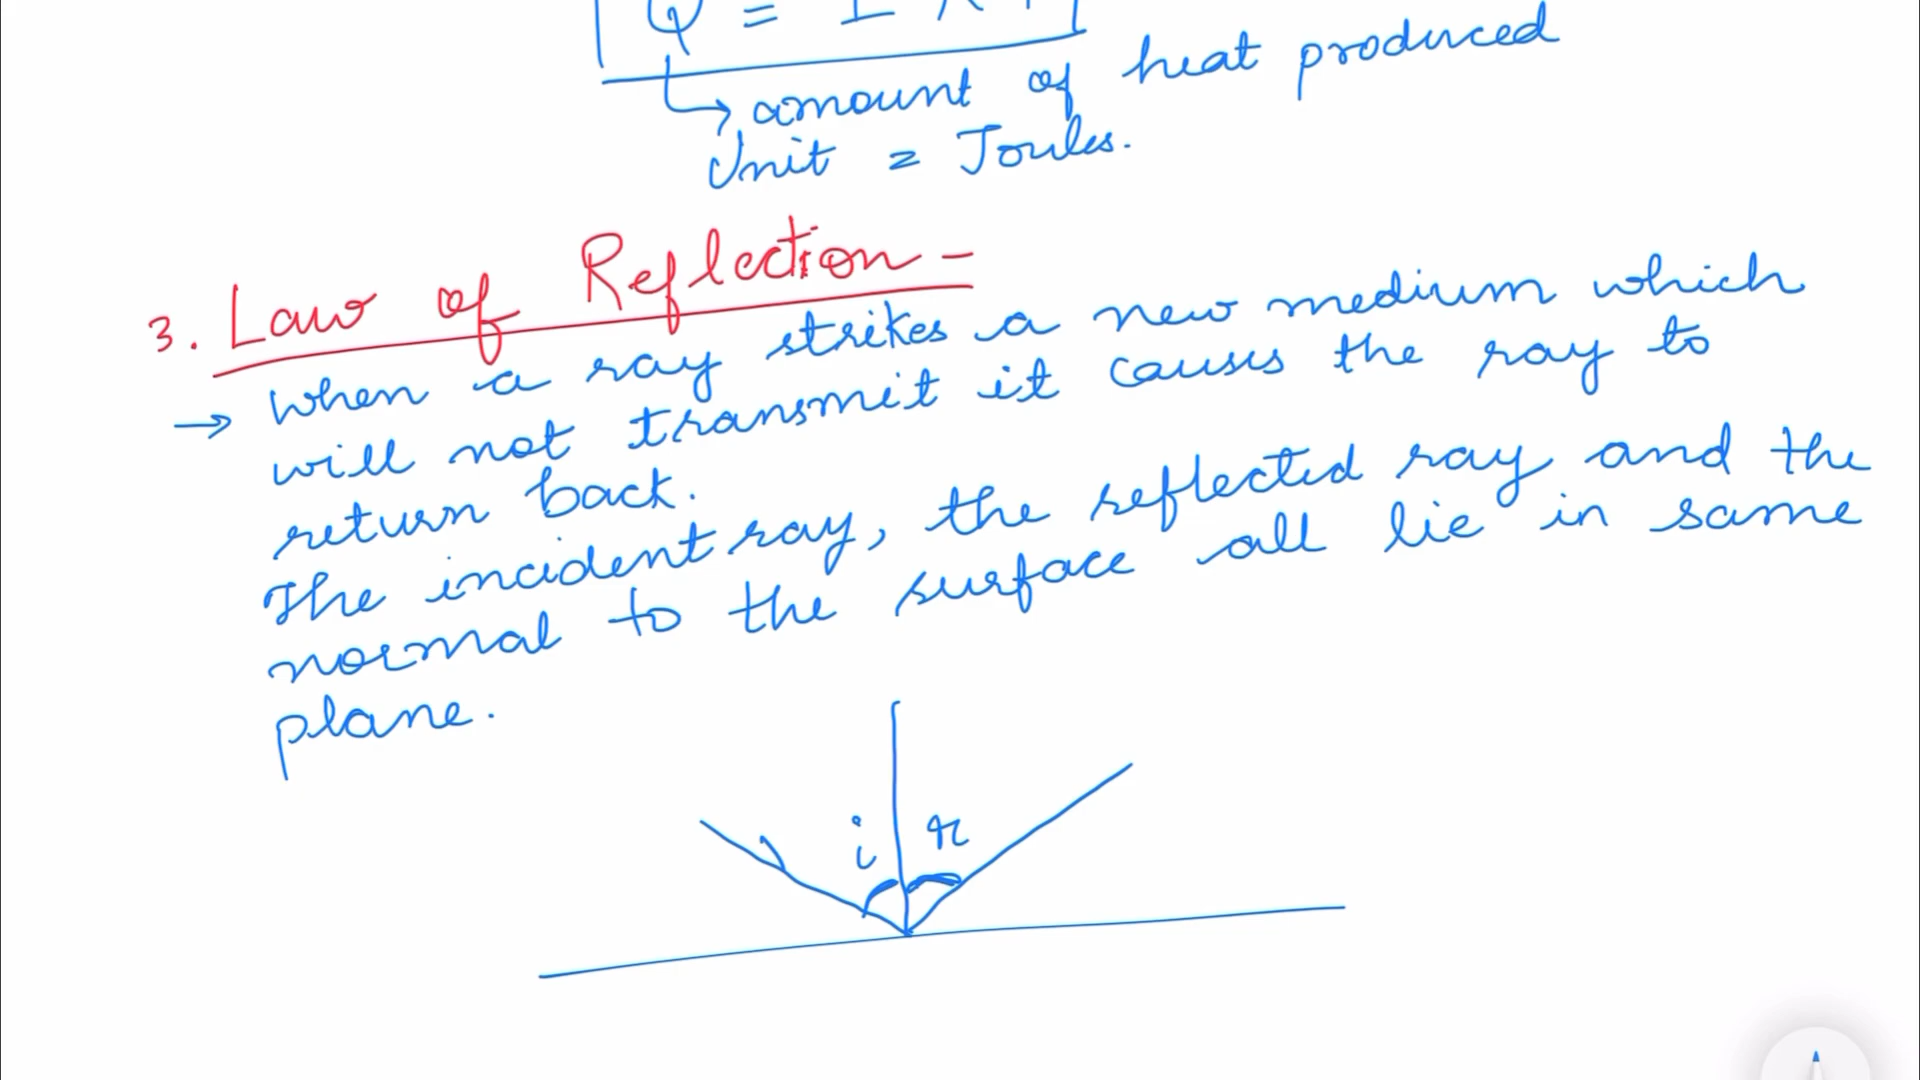 Q =
→ amount of heat produced
Unit = Joules.
3. Law of Reflection -
→ When a ray strikes a new medium which
will not transmit it causes the ray to
return back.
The incident ray, the reflected ray and the
normal to the surface all lie in same
plane.
i r